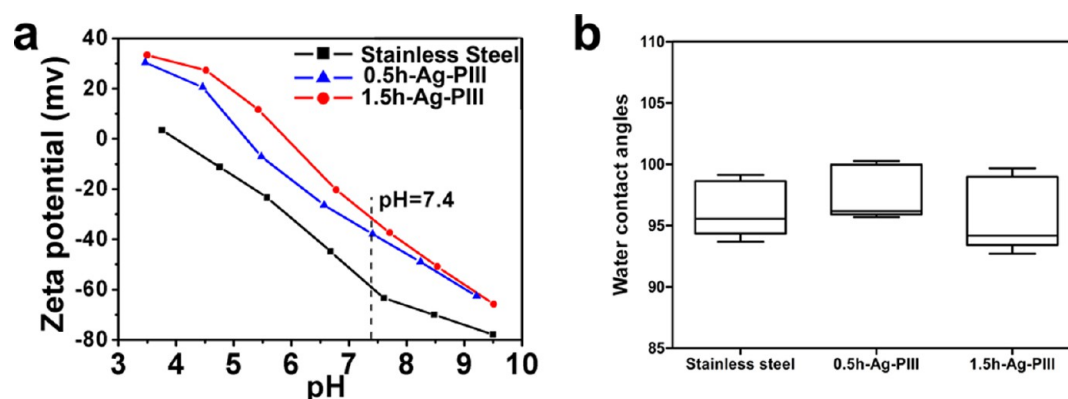 a
Zeta potential (mv)
40
20
0
-20
-40
-60
-80
Stainless Steel
0.5h-Ag-PIII
1.5h-Ag-PIII
pH=7.4
3 4 5 6 7 8 9 10
pH
b
Water contact angles
110
105
100
95
90
85
Stainless steel 0.5h-Ag-PIII 1.5h-Ag-PIII